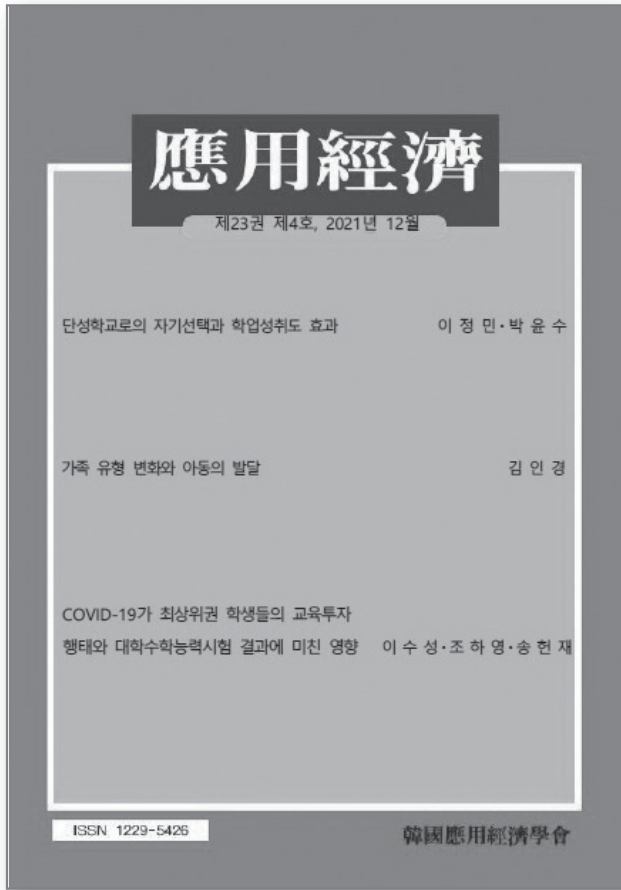 應用經濟
제23권 제4호, 2021년 12월
단성학교로의 자기선택과 학업성취도 효과 이 정 민·박 윤 수
가족 유형 변화와 아동의 발달 김 인 경
COVID-19가 최상위권 학생들의 교육투자
행태와 대학수학능력시험 결과에 미친 영향 이 수 성·조 하 영·송 헌 재
ISSN 1229-5426
韓國應用經濟學會